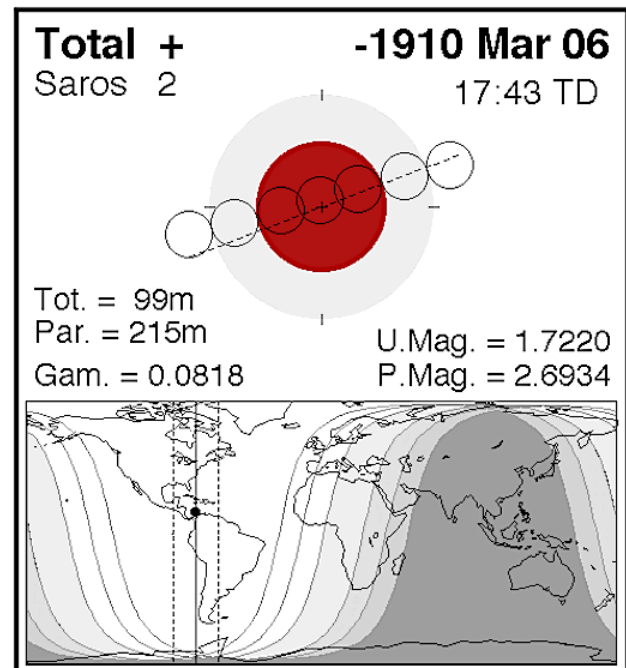 Total + -1910 Mar 06
Saros 2 17:43 TD
Tot. = 99m
Par. = 215m U.Mag. = 1.7220
Gam. = 0.0818 P.Mag. = 2.6934